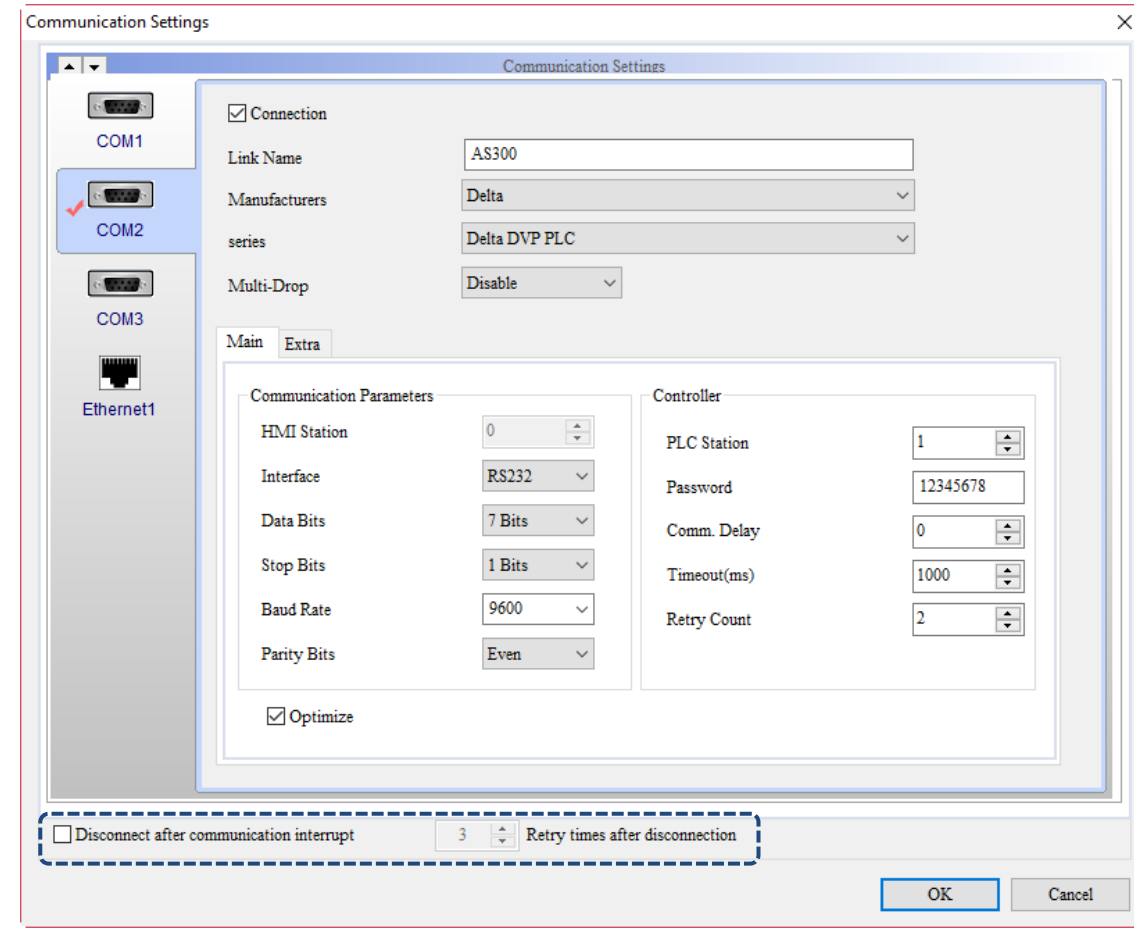 Communication Settings
Communication Settings
COM1
COM2
COM3
Ethernet1
Connection
Link Name AS300
Manufacturers Delta
series Delta DVP PLC
Multi-Drop Disable
Main Extra
Communication Parameters
HMI Station 0
Interface RS232
Data Bits 7 Bits
Stop Bits 1 Bits
Baud Rate 9600
Parity Bits Even
Controller
PLC Station 1
Password 12345678
Comm. Delay 0
Timeout(ms) 1000
Retry Count 2
Optimize
Disconnect after communication interrupt 3 Retry times after disconnection
OK Cancel